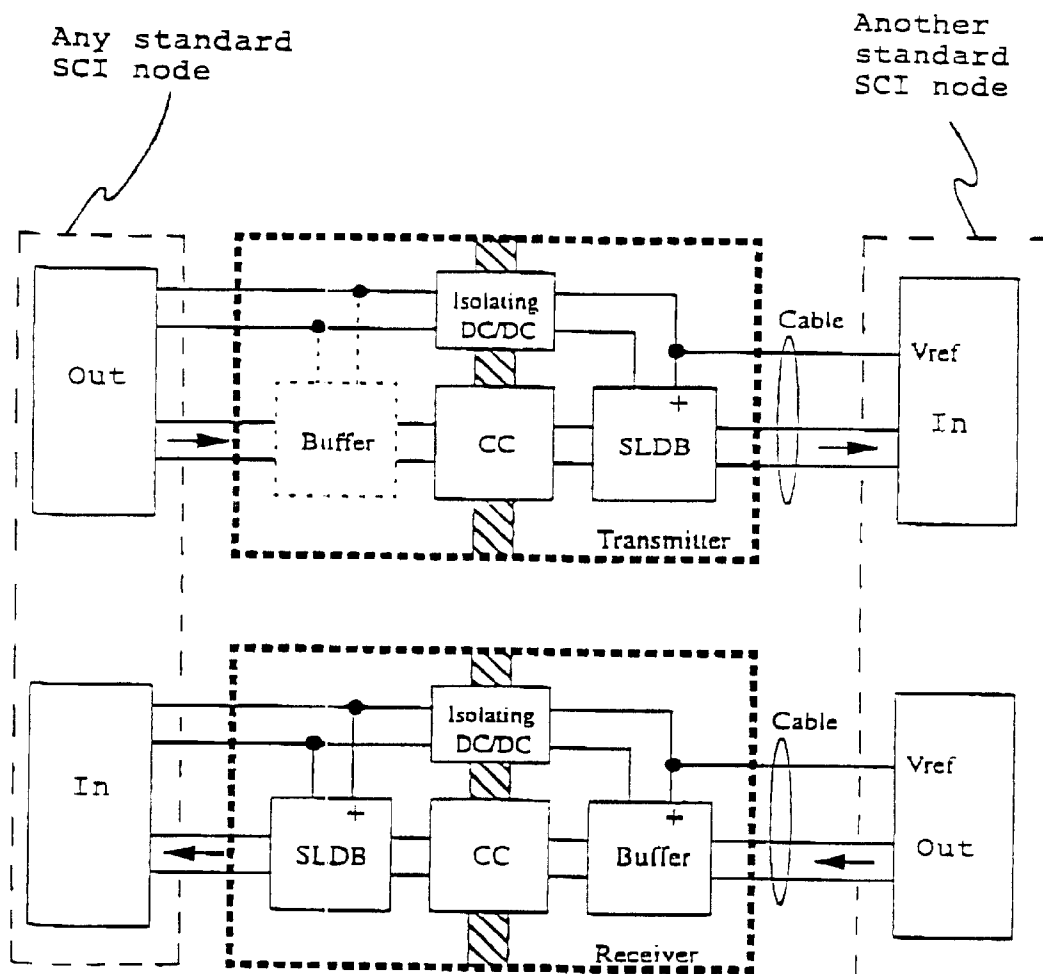 Any standard
SCI node
Another
standard
SCI node
Out
Isolating
DC/DC
Buffer
CC
+
SLDB
Cable
Vref
In
Transmitter
In
Isolating
DC/DC
+
SLDB
CC
+
Buffer
Cable
Vref
Out
Receiver